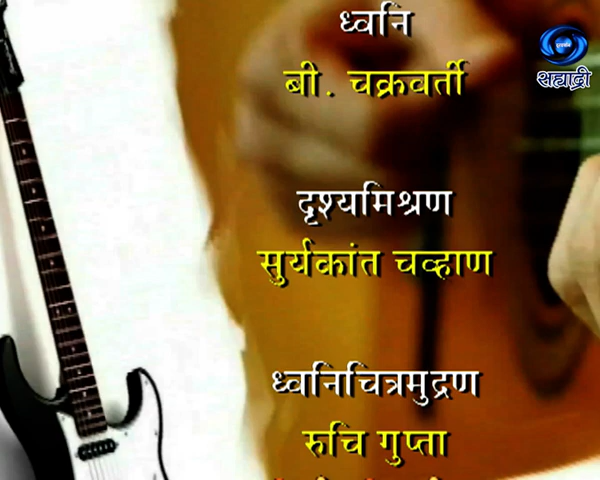 ध्वनि
बी. चक्रवर्ती
सह्याद्री
दृश्यमिश्रण
सुर्यकांत चव्हाण
ध्वनिचित्रमुद्रण
रुचि गुप्ता